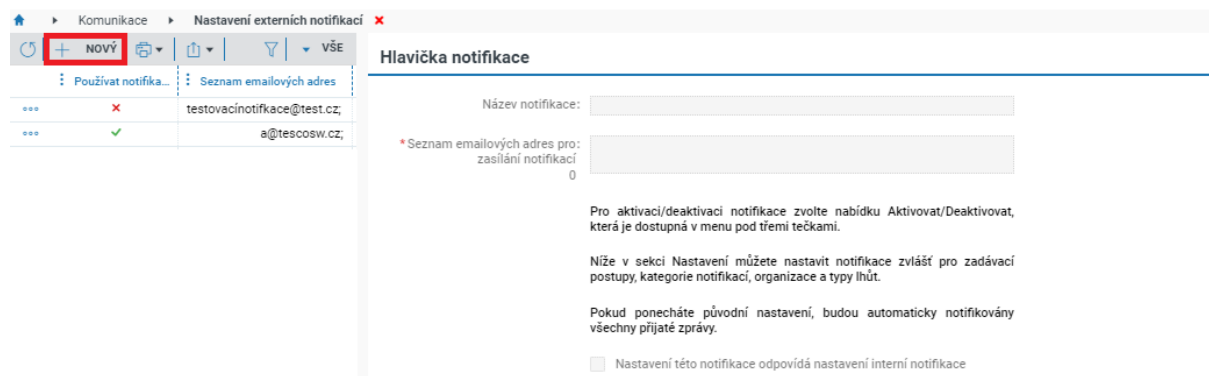 Komunikace Nastavení externích notifikací
NOVÝ VŠE
Používat notifika... Seznam emailových adres
testovacínotifkace@test.cz;
a@tescosw.cz;
Hlavička notifikace
Název notifikace:
*Seznam emailových adres pro:
zasílání notifikací
0
Pro aktivaci/deaktivaci notifikace zvolte nabídku Aktivovat/Deaktivovat,
která je dostupná v menu pod třemi tečkami.
Níže v sekci Nastavení můžete nastavit notifikace zvlášť pro zadávací
postupy, kategorie notifikací, organizace a typy lhůt.
Pokud ponecháte původní nastavení, budou automaticky notifikovány
všechny přijaté zprávy.
Nastavení této notifikace odpovídá nastavení interní notifikace